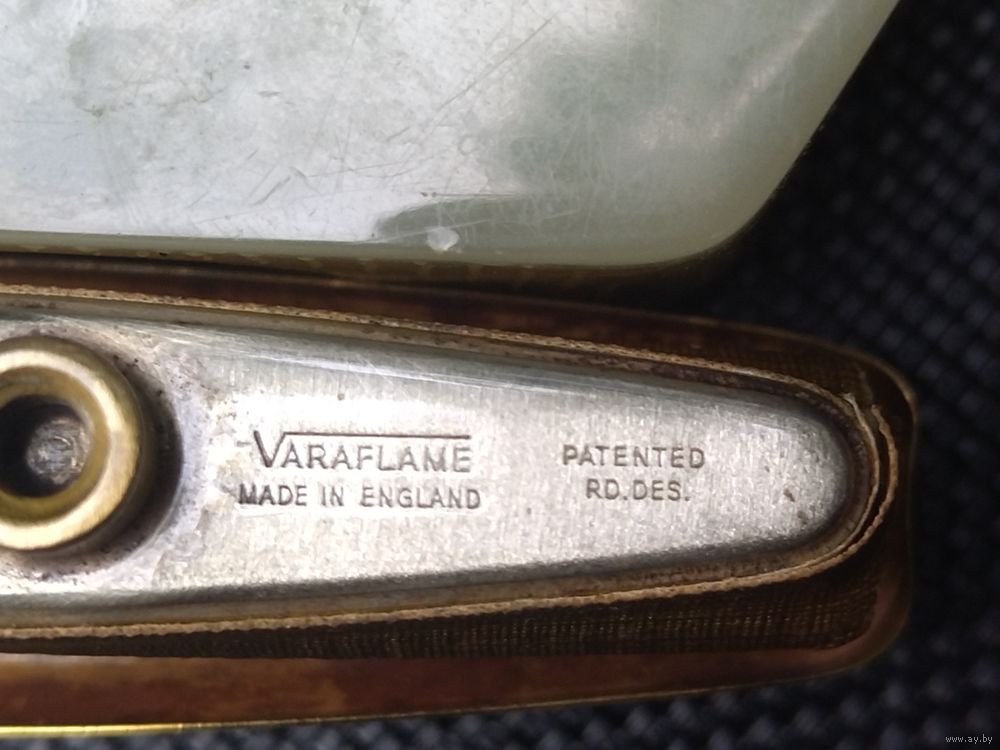 VARAFLAME
MADE IN ENGLAND
PATENTED
RD. DES.
www.ay.by